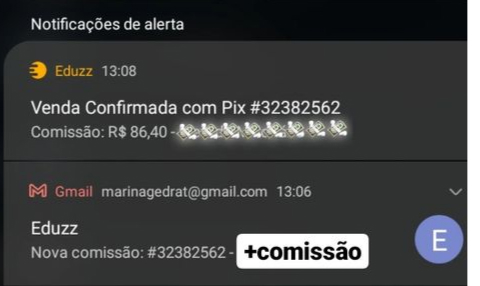 Notificações de alerta
Eduzz 13:08
Venda Confirmada com Pix #32382562
Comissão: R$ 86,40 -
Gmail marinagedrat@gmail.com 13:06
Eduzz
Nova comissão: #32382562 - +comissão
E